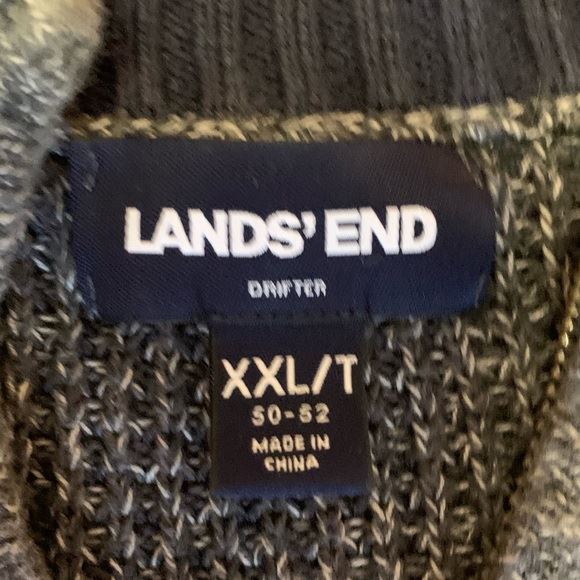 LANDS' END
DRIFTER
XXL/T
50-52
MADE IN
CHINA